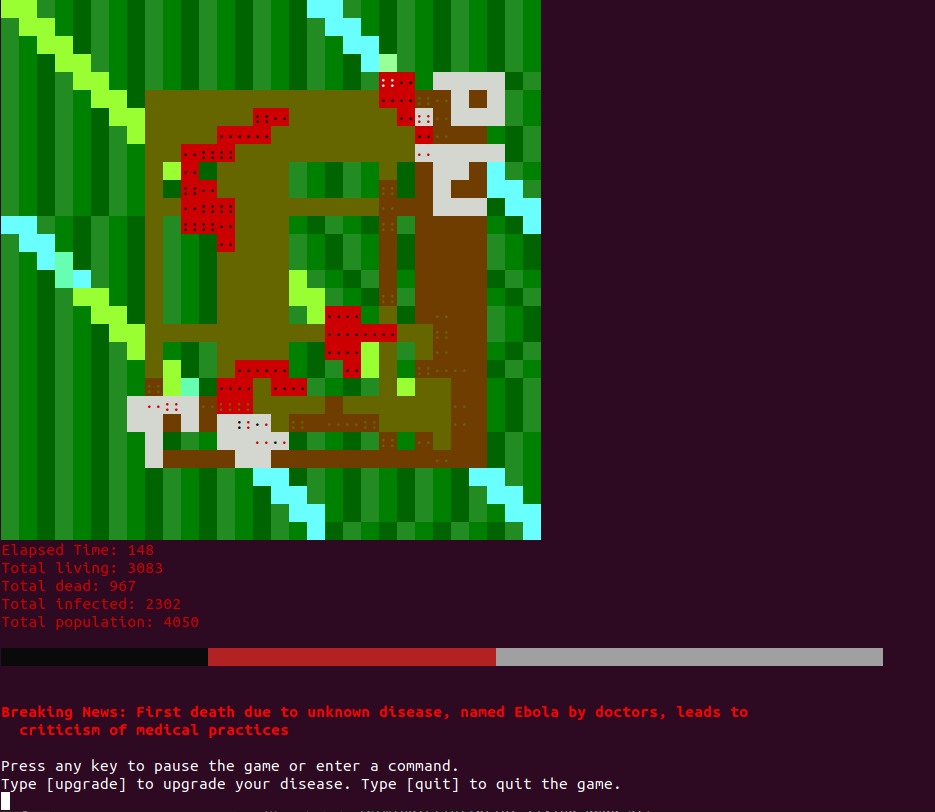 Elapsed Time: 148
Total living: 3083
Total dead: 967
Total infected: 2302
Total population: 4050
Breaking News: First death due to unknown disease, named Ebola by doctors, leads to
criticism of medical practices
Press any key to pause the game or enter a command.
Type [upgrade] to upgrade your disease. Type [quit] to quit the game.